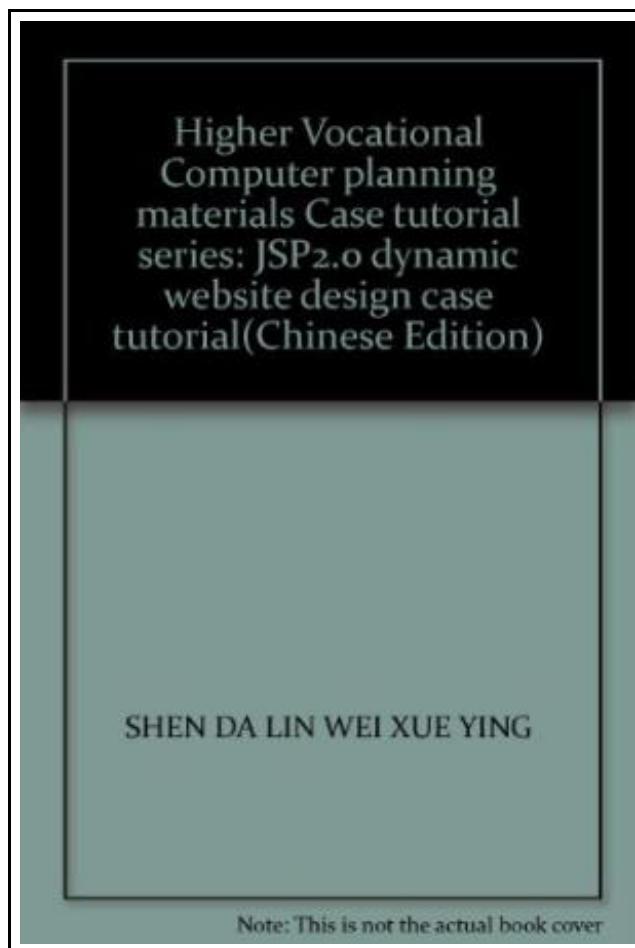 Higher Vocational
Computer planning
materials Case tutorial
series: JSP2.0 dynamic
website design case
tutorial(Chinese Edition)
SHEN DA LIN WEI XUE YING
Note: This is not the actual book cover